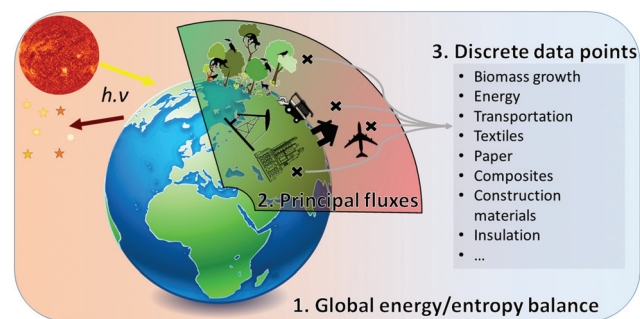 3. Discrete data points
• Biomass growth
• Energy
• Transportation
• Textiles
• Paper
• Composites
• Construction
materials
• Insulation
• ...
h.ν
2. Principal fluxes
1. Global energy/entropy balance